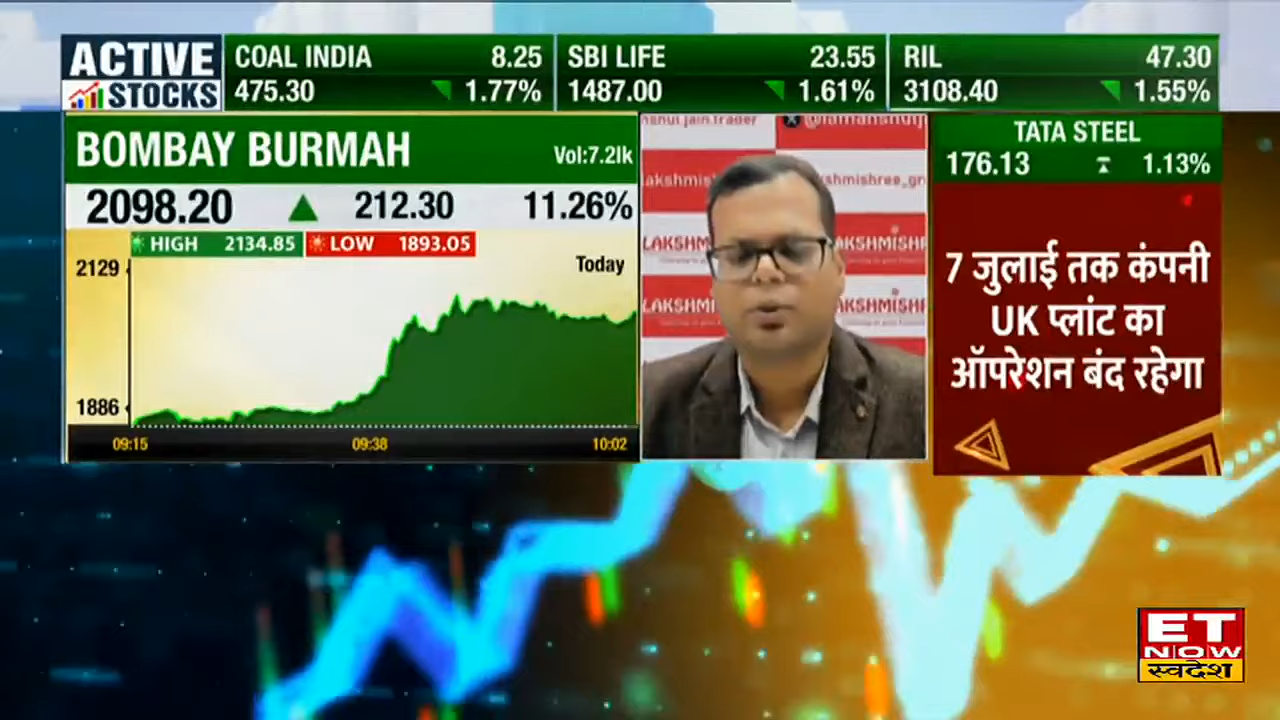 ACTIVE STOCKS
COAL INDIA 8.25
475.30 1.77%
SBI LIFE 23.55
1487.00 1.61%
RIL 47.30
3108.40 1.55%
BOMBAY BURMAH Vol:7.2lk
2098.20 212.30 11.26%
HIGH 2134.85 LOW 1893.05
2129 Today
1886
09:15 09:38 10:02
LAKSHM
LAKSHM
TATA STEEL
176.13 1.13%
7 जुलाई तक कंपनी
UK प्लांट का
ऑपरेशन बंद रहेगा
ET
NOW
स्वदेश